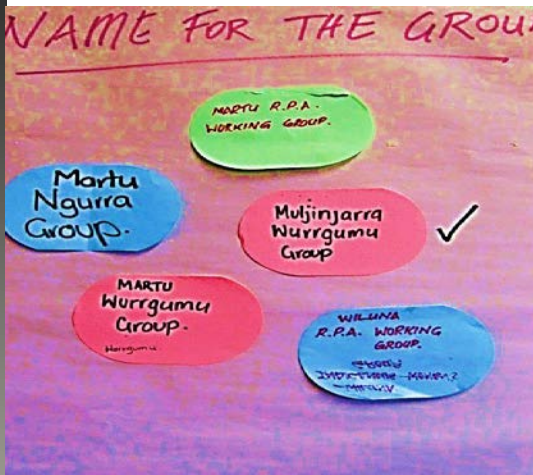 NAME FOR THE GROU
MARTU R.P.A.
WORKING GROUP.
Martu
Ngurra
Group.
Muljinjarra
Wurrgumu
Group
MARTU
Wurrgumu
Group.
Wurrgumu
WILUNA
R.P.A. WORKING
GROUP.